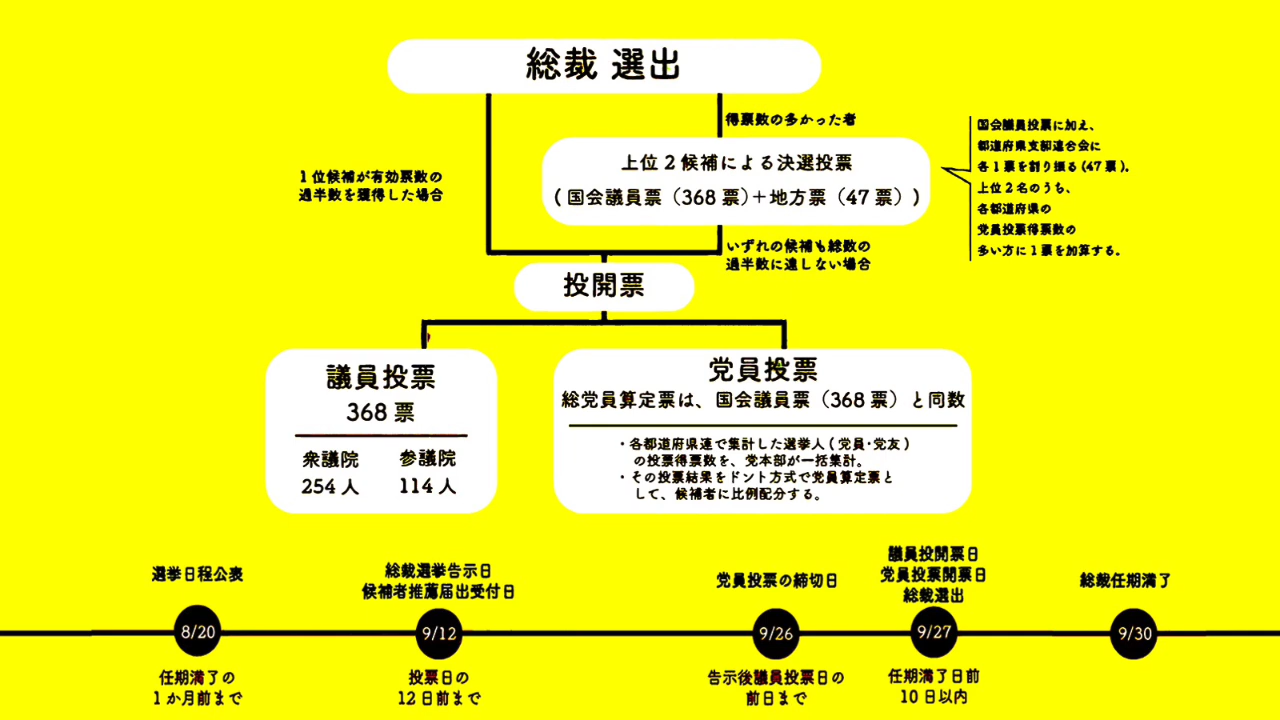 総裁 選出
得票数の多かった者
1位候補が有効票数の
過半数を獲得した場合
上位2候補による決選投票
(国会議員票(368票)+地方票(47票))
国会議員投票に加え、
都道府県支部連合会に
各1票を割り振る(47票)。
上位2名のうち、
各都道府県の
党員投票得票数の
多い方に1票を加算する。
いずれの候補も総数の
過半数に達しない場合
投開票
議員投票
368票
衆議院 参議院
254人 114人
党員投票
総党員算定票は、国会議員票(368票)と同数
・各都道府県連で集計した選挙人(党員・党友)
の投票得票数を、党本部が一括集計。
・その投票結果をドント方式で党員算定票と
して、候補者に比例配分する。
選挙日程公表
8/20
任期満了の
1か月前まで
総裁選挙告示日
候補者推薦届出受付日
9/12
投票日の
12日前まで
党員投票の締切日
9/26
告示後議員投票日の
前日まで
議員投開票日
党員投票開票日
総裁選出
9/27
任期満了日前
10日以内
総裁任期満了
9/30